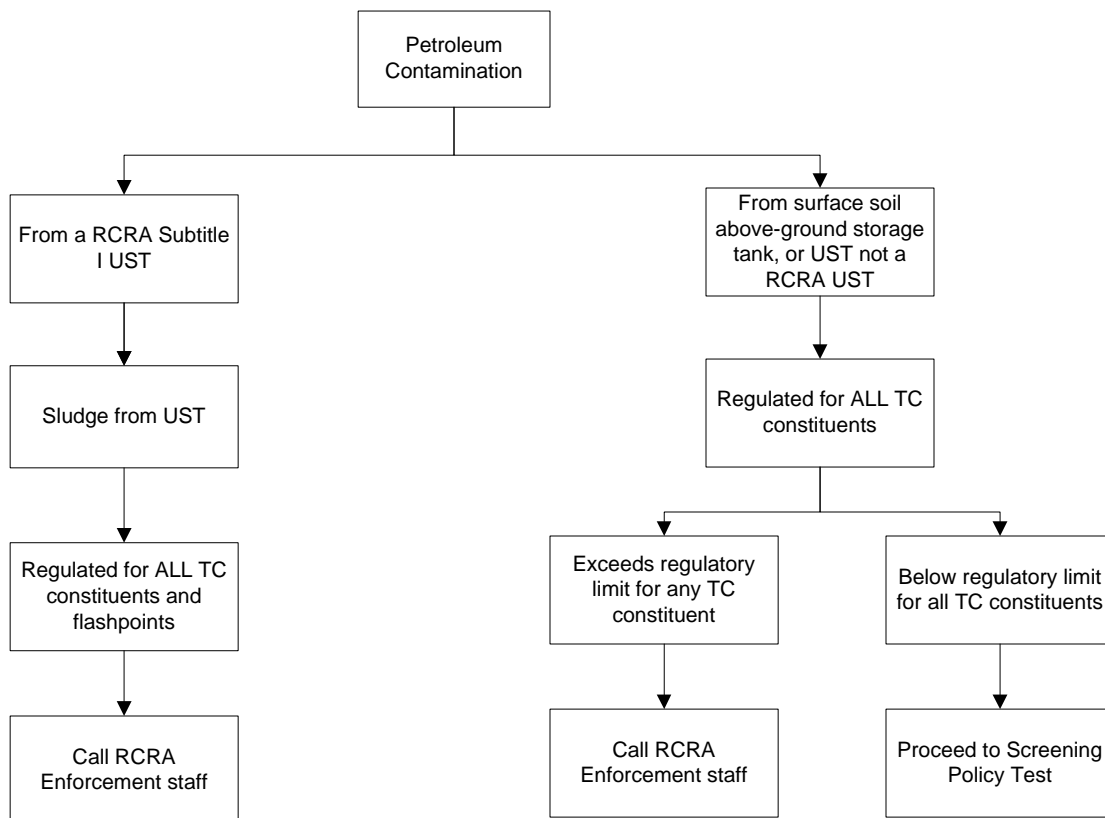 Petroleum
Contamination
From a RCRA Subtitle
I UST
From surface soil
above-ground storage
tank, or UST not a
RCRA UST
Sludge from UST
Regulated for ALL TC
constituents
Regulated for ALL TC
constituents and
flashpoints
Exceeds regulatory
limit for any TC
constituent
Below regulatory limit
for all TC constituents
Call RCRA
Enforcement staff
Call RCRA
Enforcement staff
Proceed to Screening
Policy Test